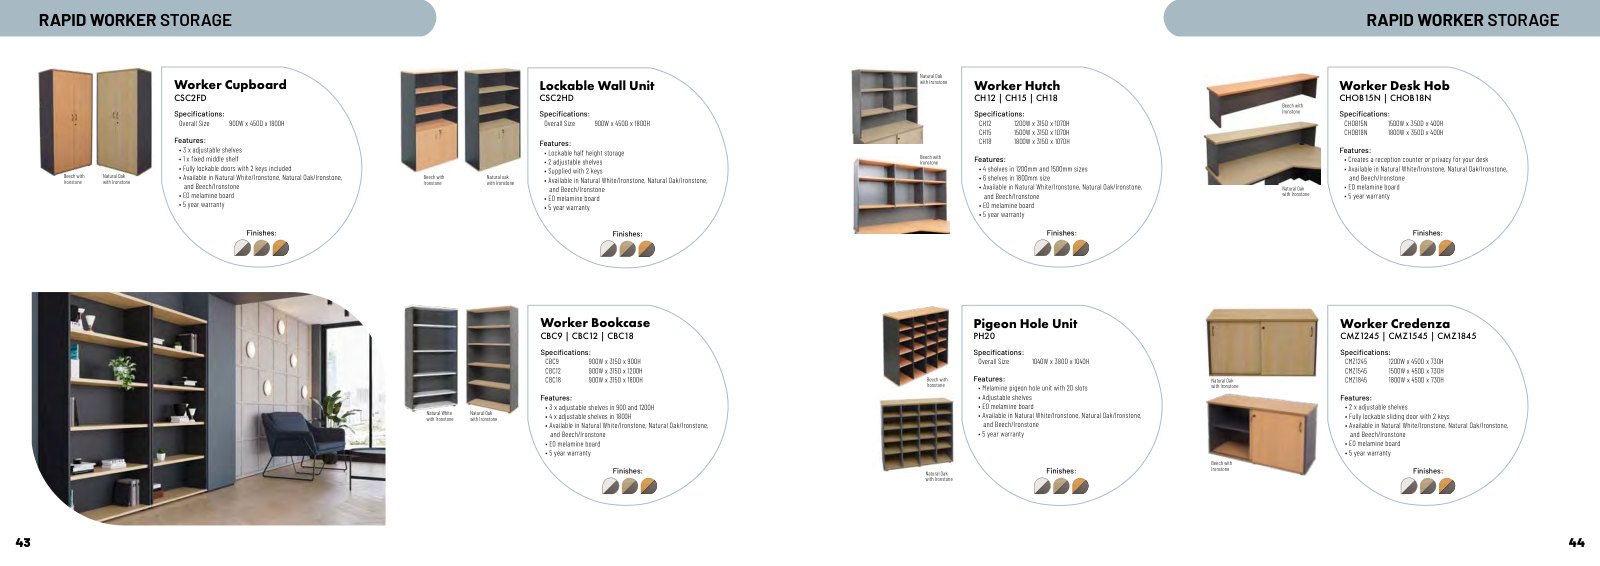 RAPID WORKER STORAGE
Beech with
Ironstone
Natural Oak
with Ironstone
Worker Cupboard
CSC2FD
Specifications:
Overall Size 900W x 450D x 1800H
Features:
• 3 x adjustable shelves
• 1 x fixed middle shelf
• Fully lockable doors with 2 keys included
• Available in Natural White/Ironstone, Natural Oak/Ironstone,
and Beech/Ironstone
• E0 melamine board
• 5 year warranty
Finishes:
Beech with
Ironstone
Natural oak
with Ironstone
Lockable Wall Unit
CSC2HD
Specifications:
Overall Size 900W x 450D x 1800H
Features:
• Lockable half height storage
• 2 adjustable shelves
• Supplied with 2 keys
• Available in Natural White/Ironstone, Natural Oak/Ironstone,
and Beech/Ironstone
• E0 melamine board
• 5 year warranty
Finishes:
Natural White
with Ironstone
Natural Oak
with Ironstone
Worker Bookcase
CBC9 | CBC12 | CBC18
Specifications:
CBC9 900W x 315D x 900H
CBC12 900W x 315D x 1200H
CBC18 900W x 315D x 1800H
Features:
• 3 x adjustable shelves in 900 and 1200H
• 4 x adjustable shelves in 1800H
• Available in Natural White/Ironstone, Natural Oak/Ironstone,
and Beech/Ironstone
• E0 melamine board
• 5 year warranty
Finishes:
43
RAPID WORKER STORAGE
Natural Oak
with Ironstone
Beech with
Ironstone
Worker Hutch
CH12 | CH15 | CH18
Specifications:
CH12 1200W x 315D x 1070H
CH15 1500W x 315D x 1070H
CH18 1800W x 315D x 1070H
Features:
• 4 shelves in 1200mm and 1500mm sizes
• 6 shelves in 1800mm size
• Available in Natural White/Ironstone, Natural Oak/Ironstone,
and Beech/Ironstone
• E0 melamine board
• 5 year warranty
Finishes:
Beech with
Ironstone
Natural Oak
with Ironstone
Worker Desk Hob
CHOB15N | CHOB18N
Specifications:
CHOB15N 1500W x 350D x 400H
CHOB18N 1800W x 350D x 400H
Features:
• Creates a reception counter or privacy for your desk
• Available in Natural White/Ironstone, Natural Oak/Ironstone,
and Beech/Ironstone
• E0 melamine board
• 5 year warranty
Finishes:
Beech with
Ironstone
Natural Oak
with Ironstone
Pigeon Hole Unit
PH20
Specifications:
Overall Size 1040W x 380D x 1040H
Features:
• Melamine pigeon hole unit with 20 slots
• Adjustable shelves
• E0 melamine board
• Available in Natural White/Ironstone, Natural Oak/Ironstone,
and Beech/Ironstone
• 5 year warranty
Finishes:
Natural Oak
with Ironstone
Beech with
Ironstone
Worker Credenza
CMZ1245 | CMZ1545 | CMZ1845
Specifications:
CMZ1245 1200W x 450D x 730H
CMZ1545 1500W x 450D x 730H
CMZ1845 1800W x 450D x 730H
Features:
• 2 x adjustable shelves
• Fully lockable sliding door with 2 keys
• Available in Natural White/Ironstone, Natural Oak/Ironstone,
and Beech/Ironstone
• E0 melamine board
• 5 year warranty
Finishes:
44